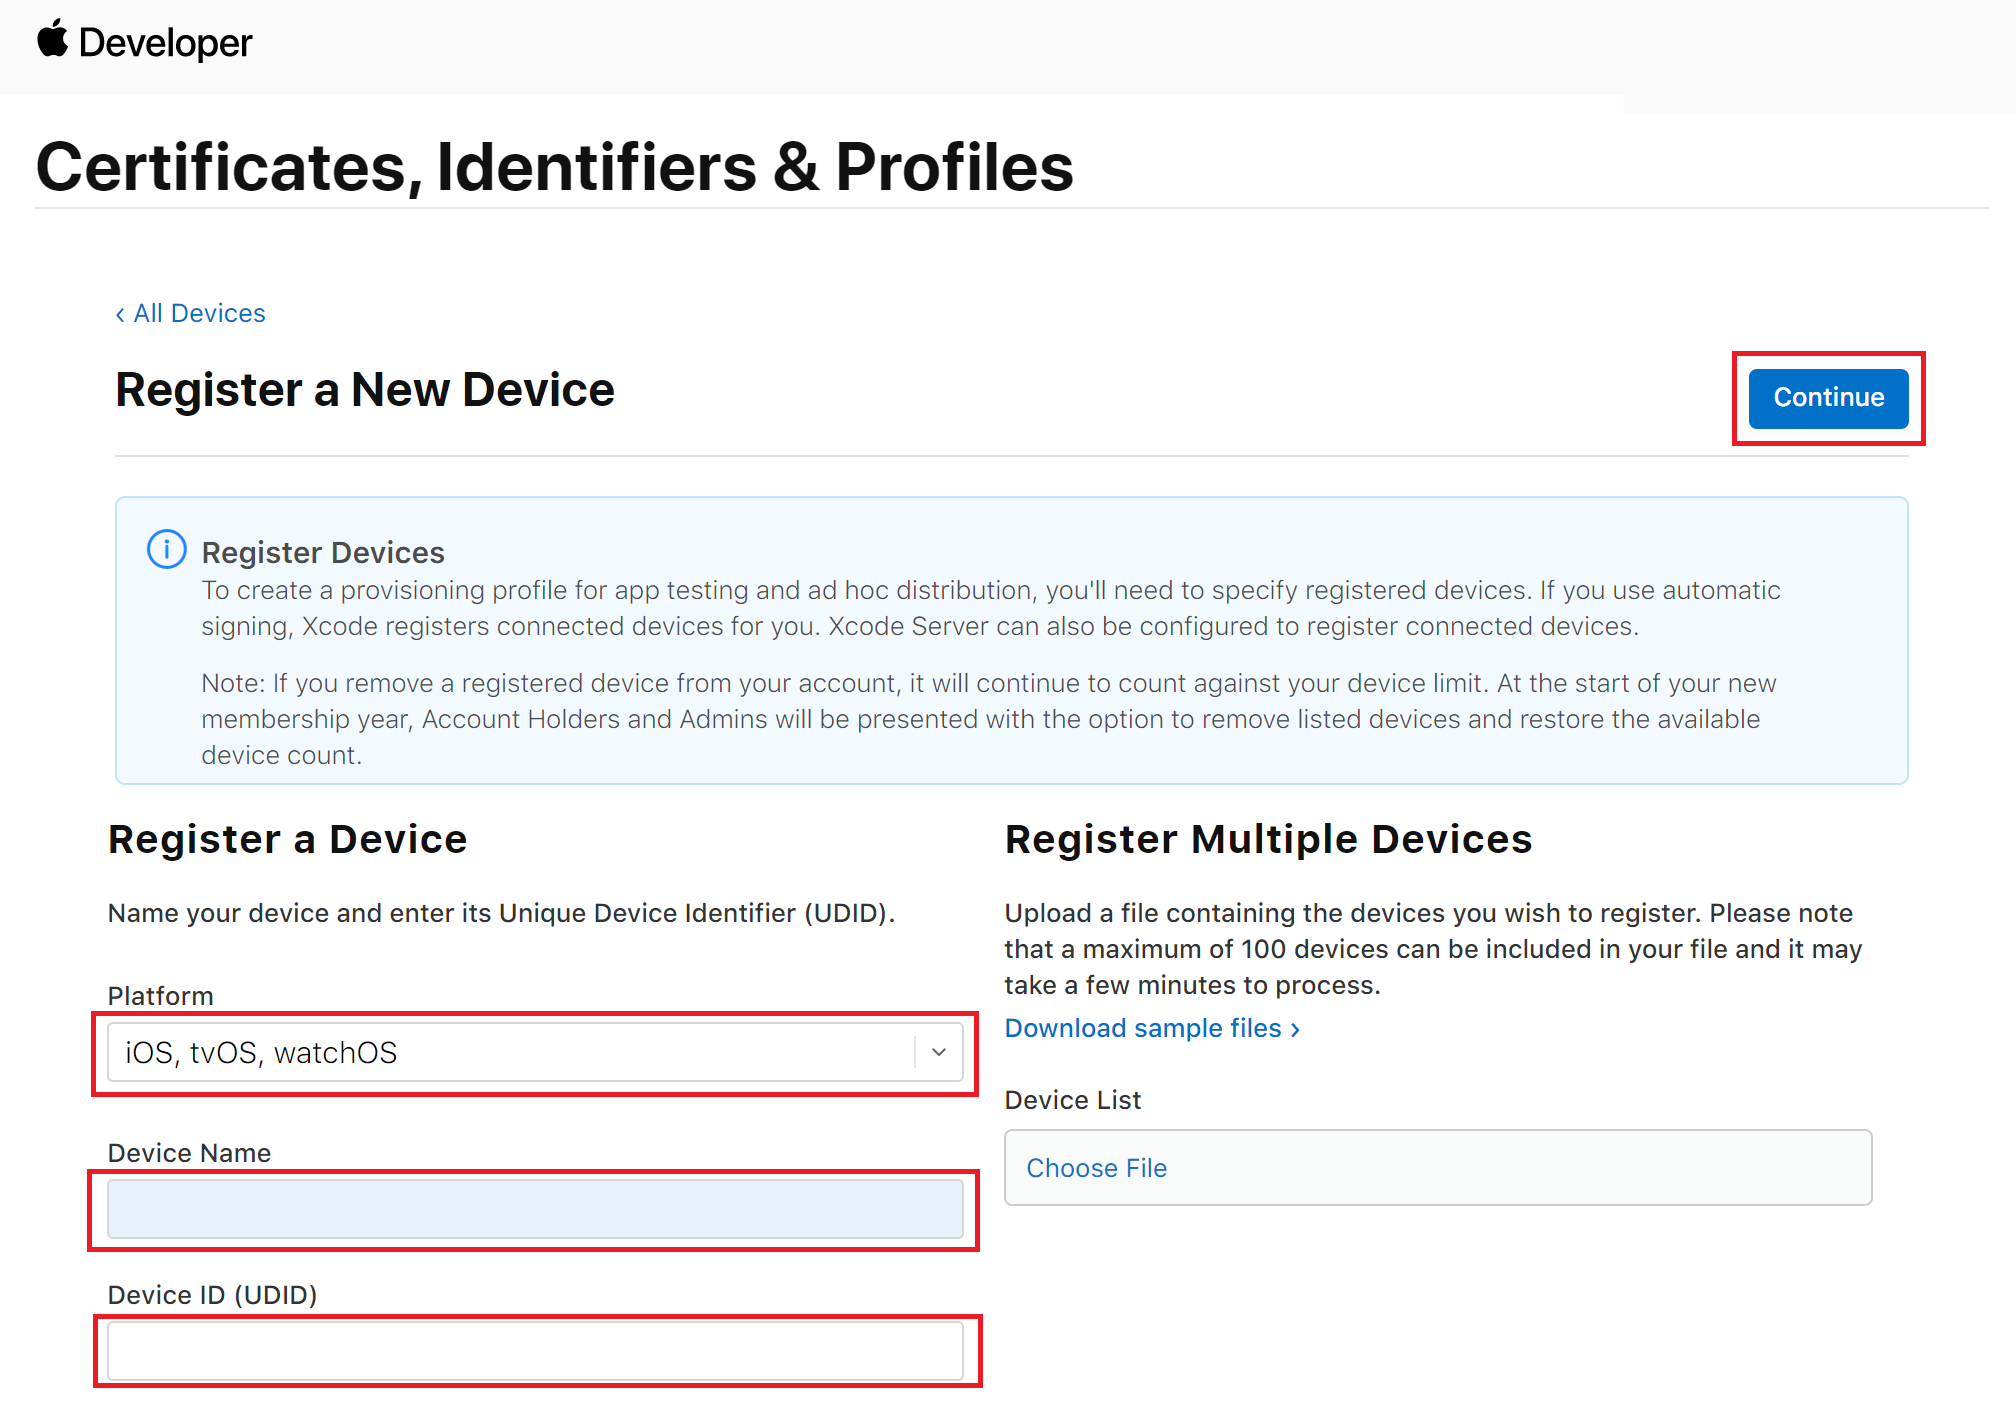 Developer
Certificates, Identifiers & Profiles
‹ All Devices
Register a New Device
Continue
Register Devices
To create a provisioning profile for app testing and ad hoc distribution, you'll need to specify registered devices. If you use automatic
signing, Xcode registers connected devices for you. Xcode Server can also be configured to register connected devices.
Note: If you remove a registered device from your account, it will continue to count against your device limit. At the start of your new
membership year, Account Holders and Admins will be presented with the option to remove listed devices and restore the available
device count.
Register a Device
Name your device and enter its Unique Device Identifier (UDID).
Platform
iOS, tvOS, watchOS
Device Name
Device ID (UDID)
Register Multiple Devices
Upload a file containing the devices you wish to register. Please note
that a maximum of 100 devices can be included in your file and it may
take a few minutes to process.
Download sample files ›
Device List
Choose File